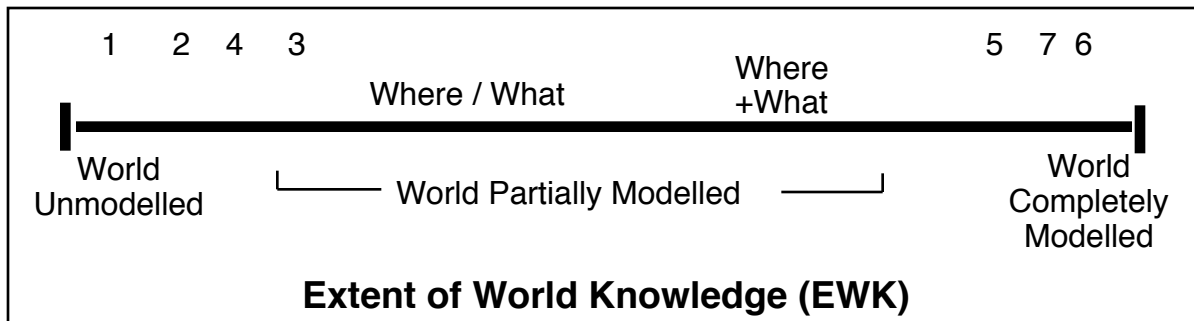 1 2 4 3 5 7 6
Where / What
Where
+What
World
Unmodelled
World Partially Modelled
World
Completely
Modelled
Extent of World Knowledge (EWK)